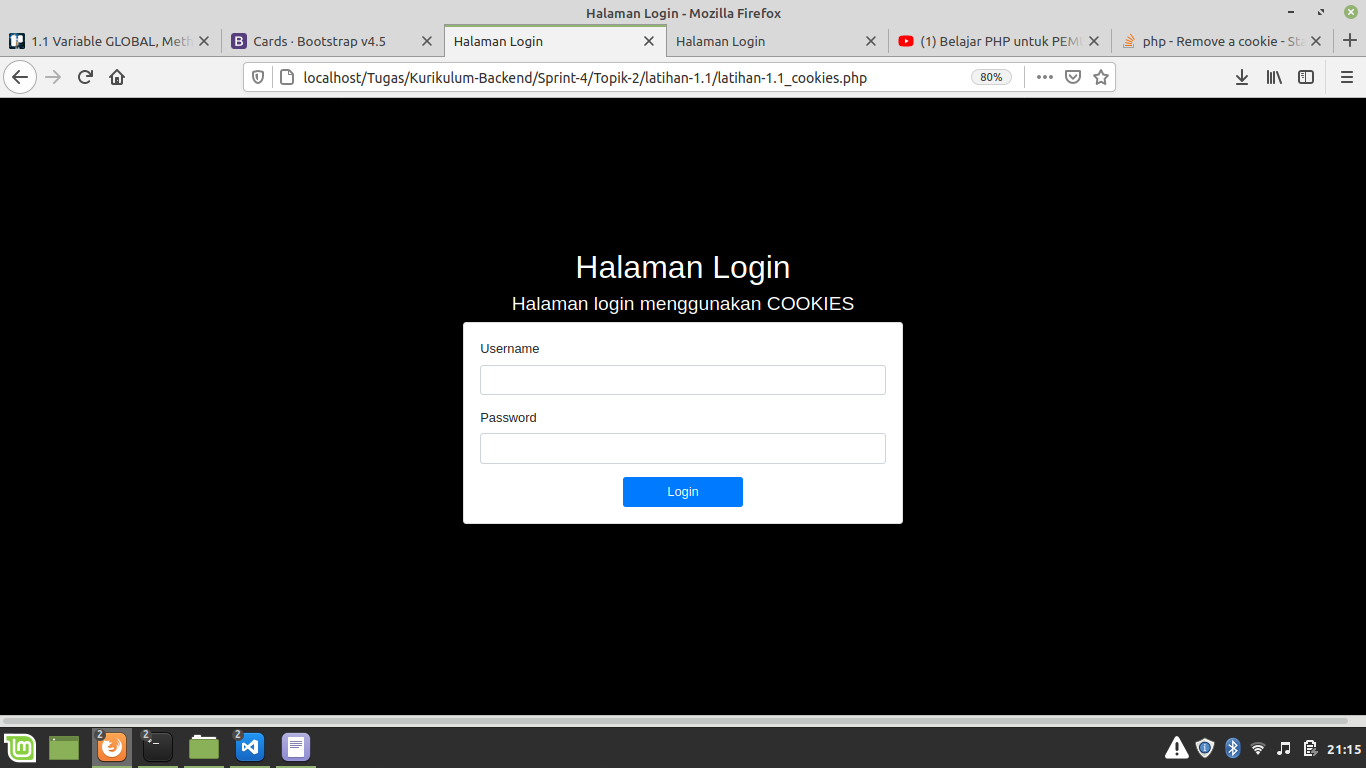 Halaman Login - Mozilla Firefox
1.1 Variable GLOBAL, Meth
B Cards · Bootstrap v4.5
Halaman Login
Halaman Login
(1) Belajar PHP untuk PEM
php - Remove a cookie - Sta
localhost/Tugas/Kurikulum-Backend/Sprint-4/Topik-2/latihan-1.1/latihan-1.1_cookies.php
80%
Halaman Login
Halaman login menggunakan COOKIES
Username
Password
Login
2
2
2
21:15